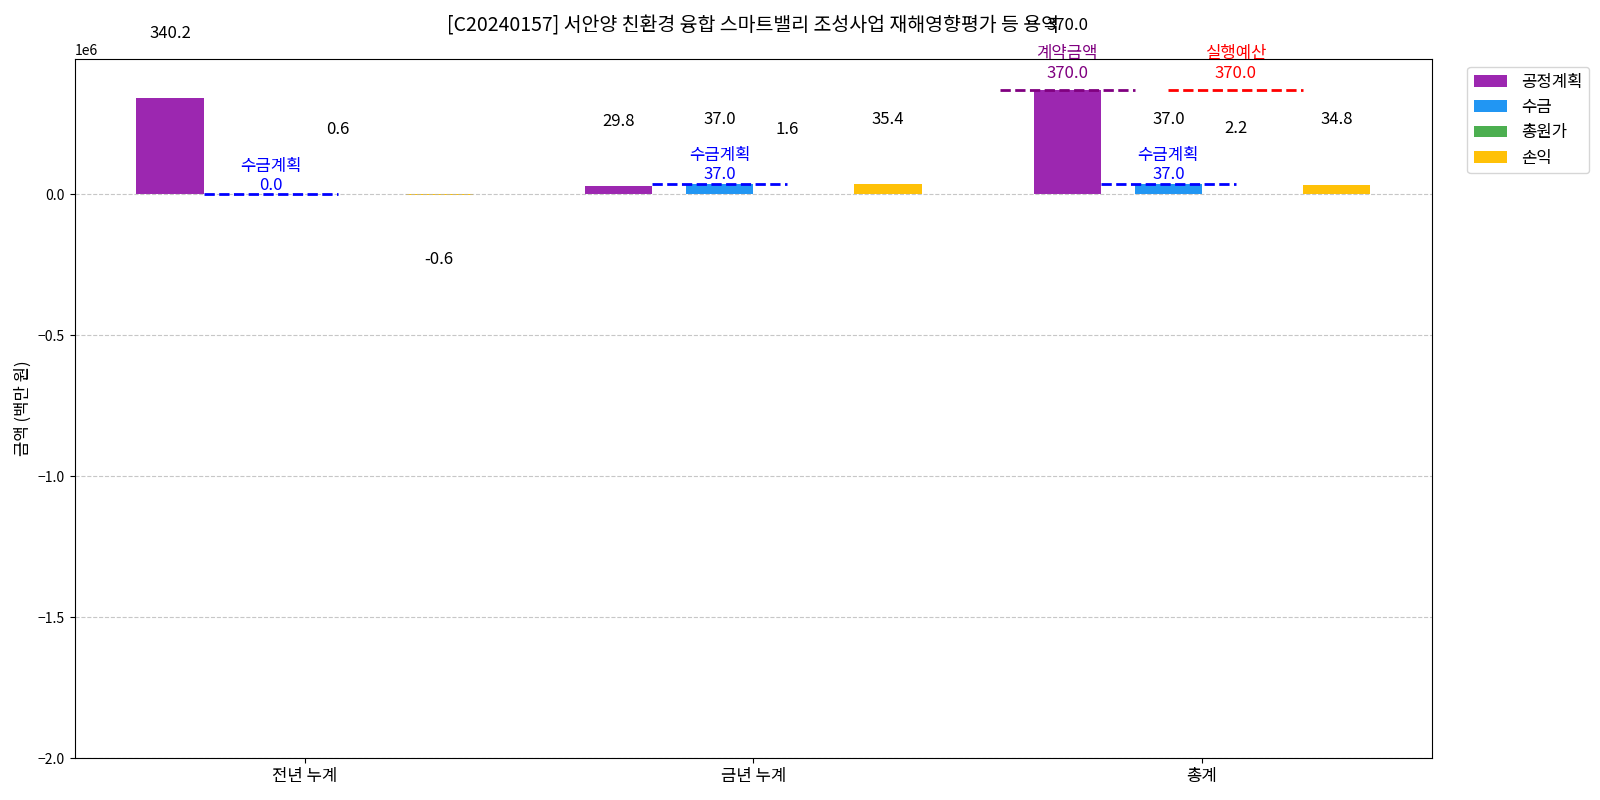 [C20240157] 서안양 친환경 융합 스마트밸리 조성사업 재해영향평가 등 용역
370.0
340.2
1e6
계약금액
370.0
실행예산
370.0
공정계획
수금
총원가
손익
0.6
29.8
37.0
1.6
35.4
37.0
2.2
34.8
수금계획
0.0
수금계획
37.0
수금계획
37.0
-0.6
0.0
−0.5
−1.0
−1.5
−2.0
금액 (백만 원)
전년 누계
금년 누계
총계